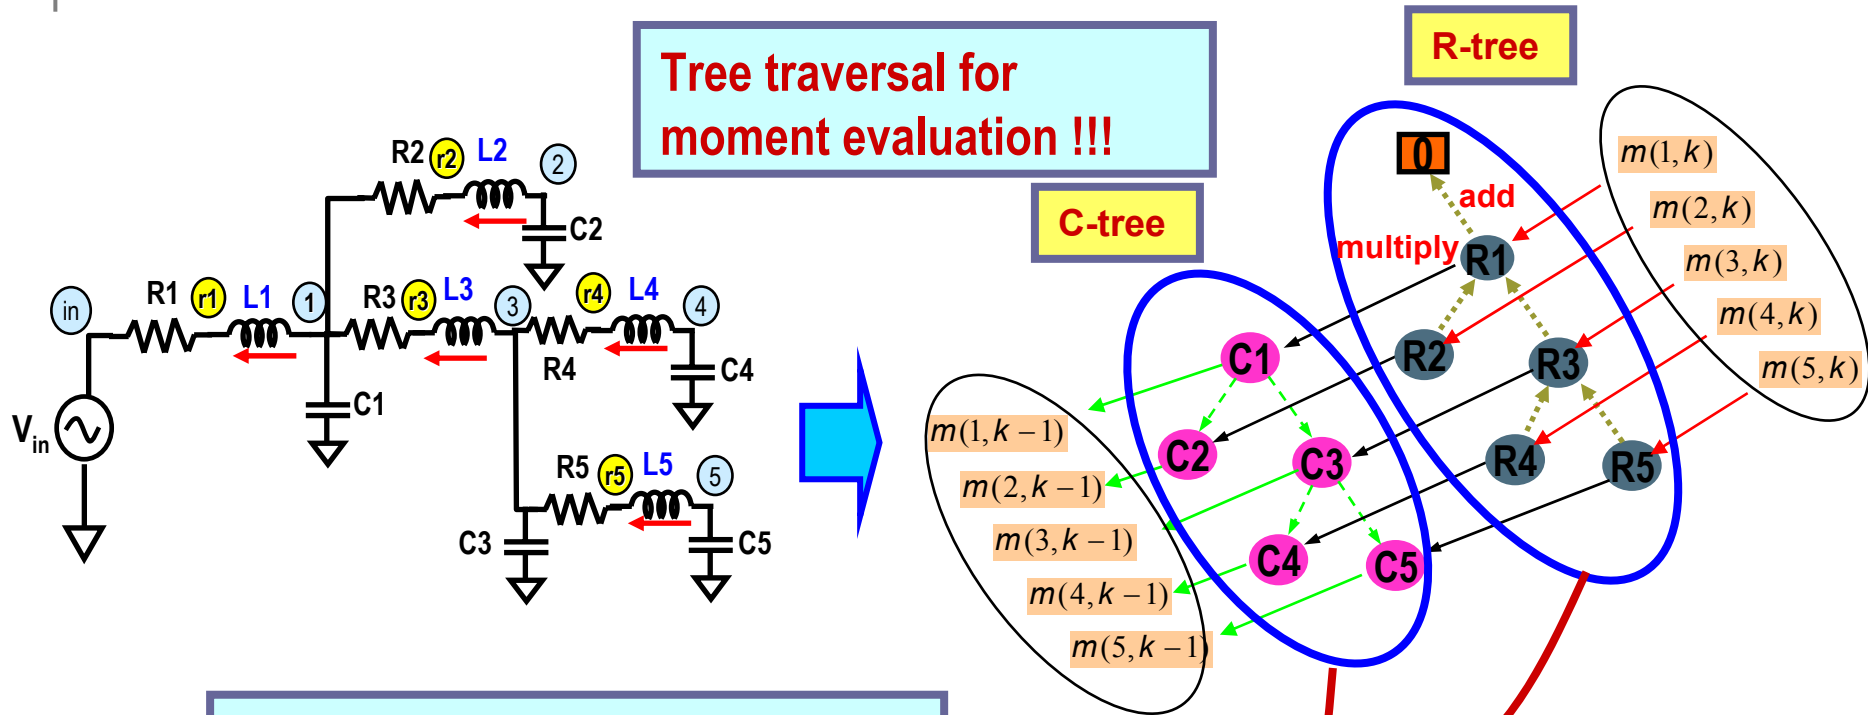 Tree traversal for
moment evaluation !!!
R-tree
C-tree
R2 r2 L2 2
C2
in R1 r1 L1 1 R3 r3 L3 3 r4 L4 4
R4
C1
C4
Vin
R5 r5 L5 5
C3
C5
0
add
multiply
R1
R2
R3
R4
R5
m(1,k)
m(2,k)
m(3,k)
m(4,k)
m(5,k)
C1
C2
C3
C4
C5
m(1,k−1)
m(2,k−1)
m(3,k−1)
m(4,k−1)
m(5,k−1)